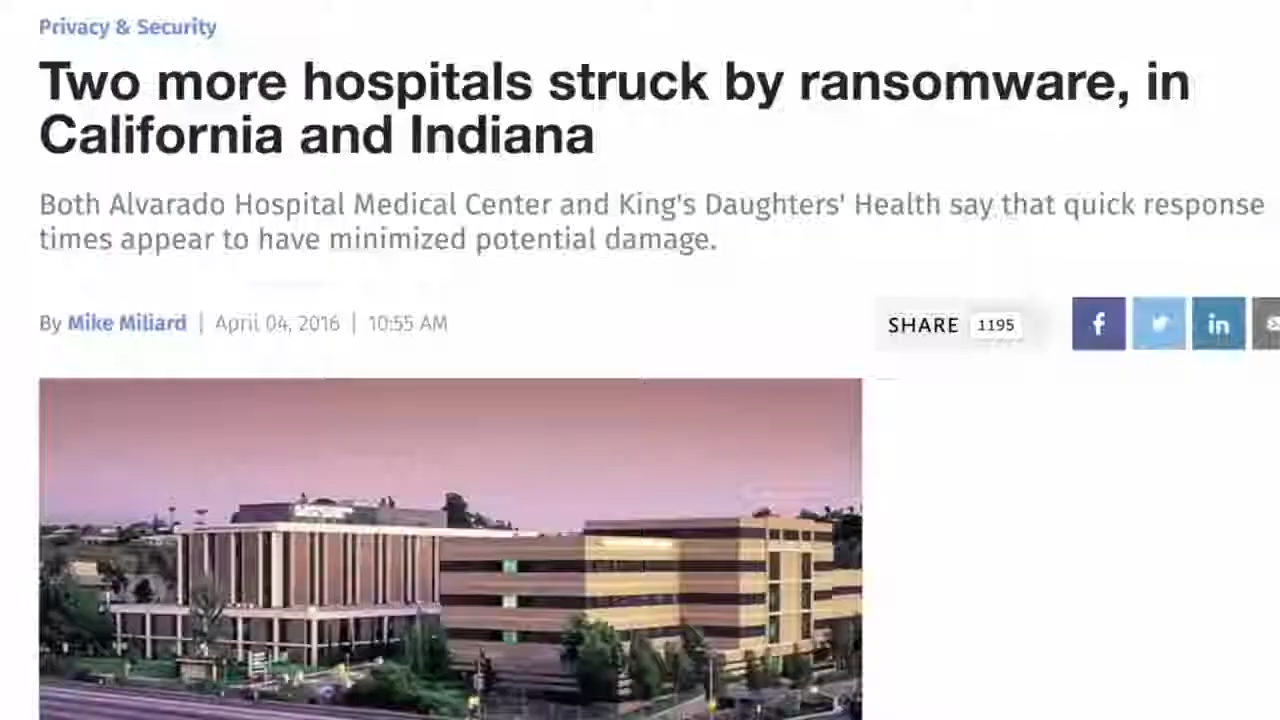 Privacy & Security
Two more hospitals struck by ransomware, in
California and Indiana
Both Alvarado Hospital Medical Center and King's Daughters' Health say that quick response
times appear to have minimized potential damage.
By Mike Miliard | April 04, 2016 | 10:55 AM
SHARE 1195
f in